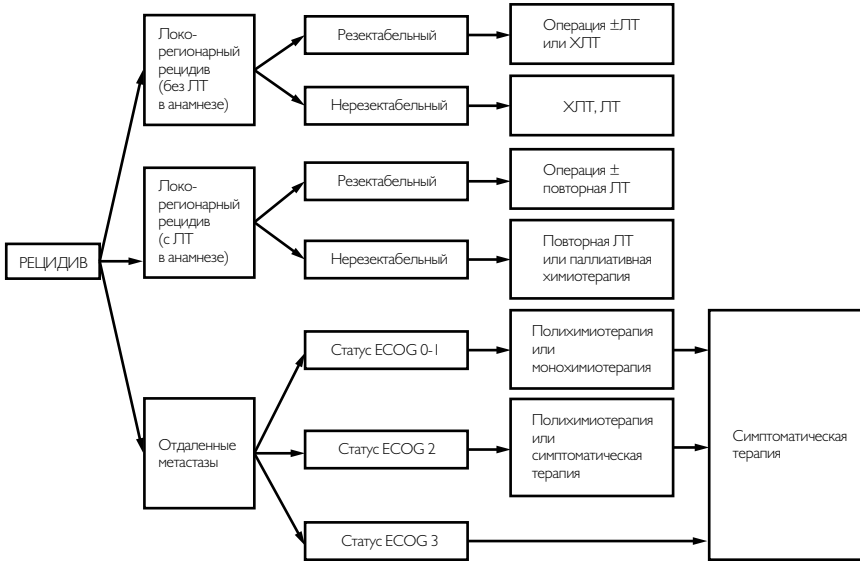 РЕЦИДИВ
Локо-
регионарный
рецидив
(без ЛТ
в анамнезе)
Резектабельный
Операция ±ЛТ
или ХЛТ
Нерезектабельный
ХЛТ, ЛТ
Локо-
регионарный
рецидив
(с ЛТ
в анамнезе)
Резектабельный
Операция ±
повторная ЛТ
Нерезектабельный
Повторная ЛТ
или паллиативная
химиотерапия
Отдаленные
метастазы
Статус ECOG 0-1
Полихимиотерапия
или
монохимиотерапия
Статус ECOG 2
Полихимиотерапия
или
симптоматическая
терапия
Статус ECOG 3
Симптоматическая
терапия